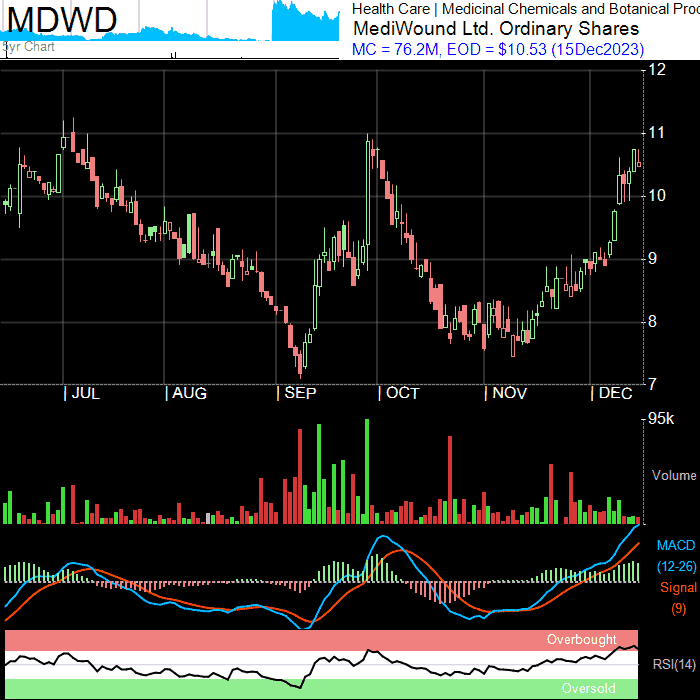 MDWD
5yr Chart
Health Care | Medicinal Chemicals and Botanical Proc
MediWound Ltd. Ordinary Shares
MC = 76.2M, EOD = $10.53 (15Dec2023)
12
11
10
9
8
7
| JUL | AUG | SEP | OCT | NOV | DEC
95k
Volume
MACD
(12-26)
Signal
(9)
Overbought
RSI(14)
Oversold